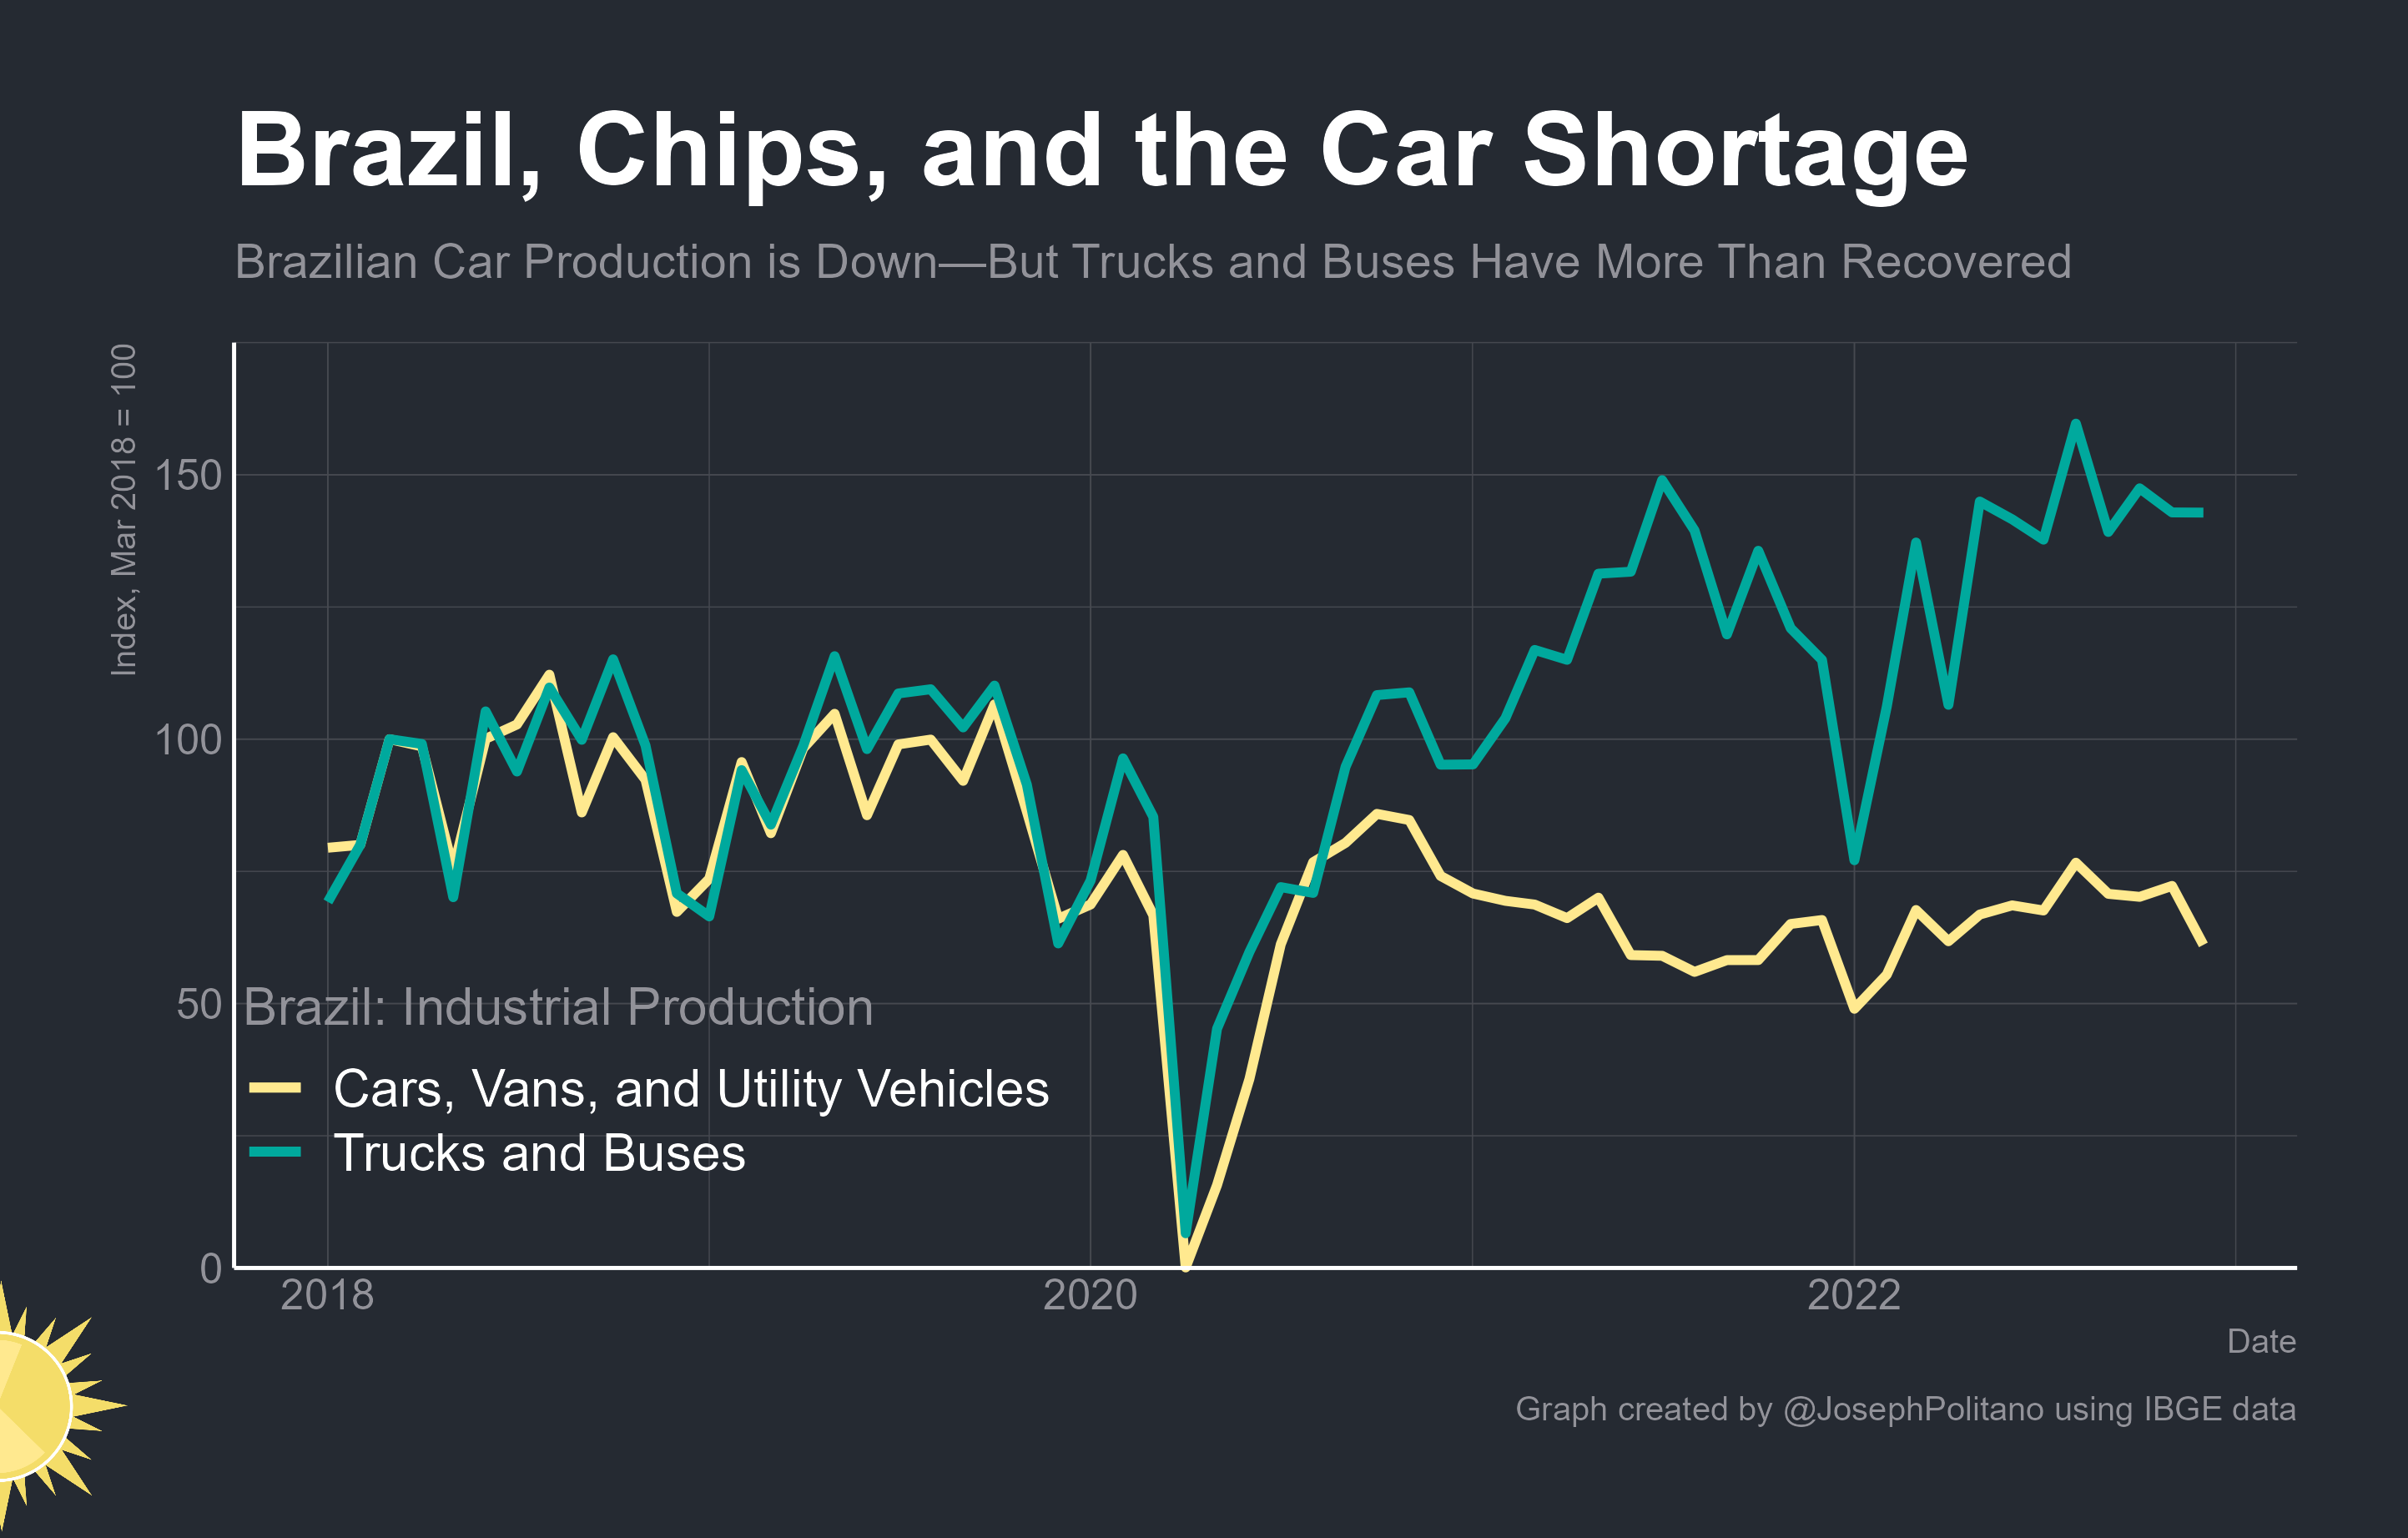 Brazil, Chips, and the Car Shortage
Brazilian Car Production is Down—But Trucks and Buses Have More Than Recovered
Index, Mar 2018 = 100
150
100
50
0
Brazil: Industrial Production
Cars, Vans, and Utility Vehicles
Trucks and Buses
2018
2020
2022
Date
Graph created by @JosephPolitano using IBGE data